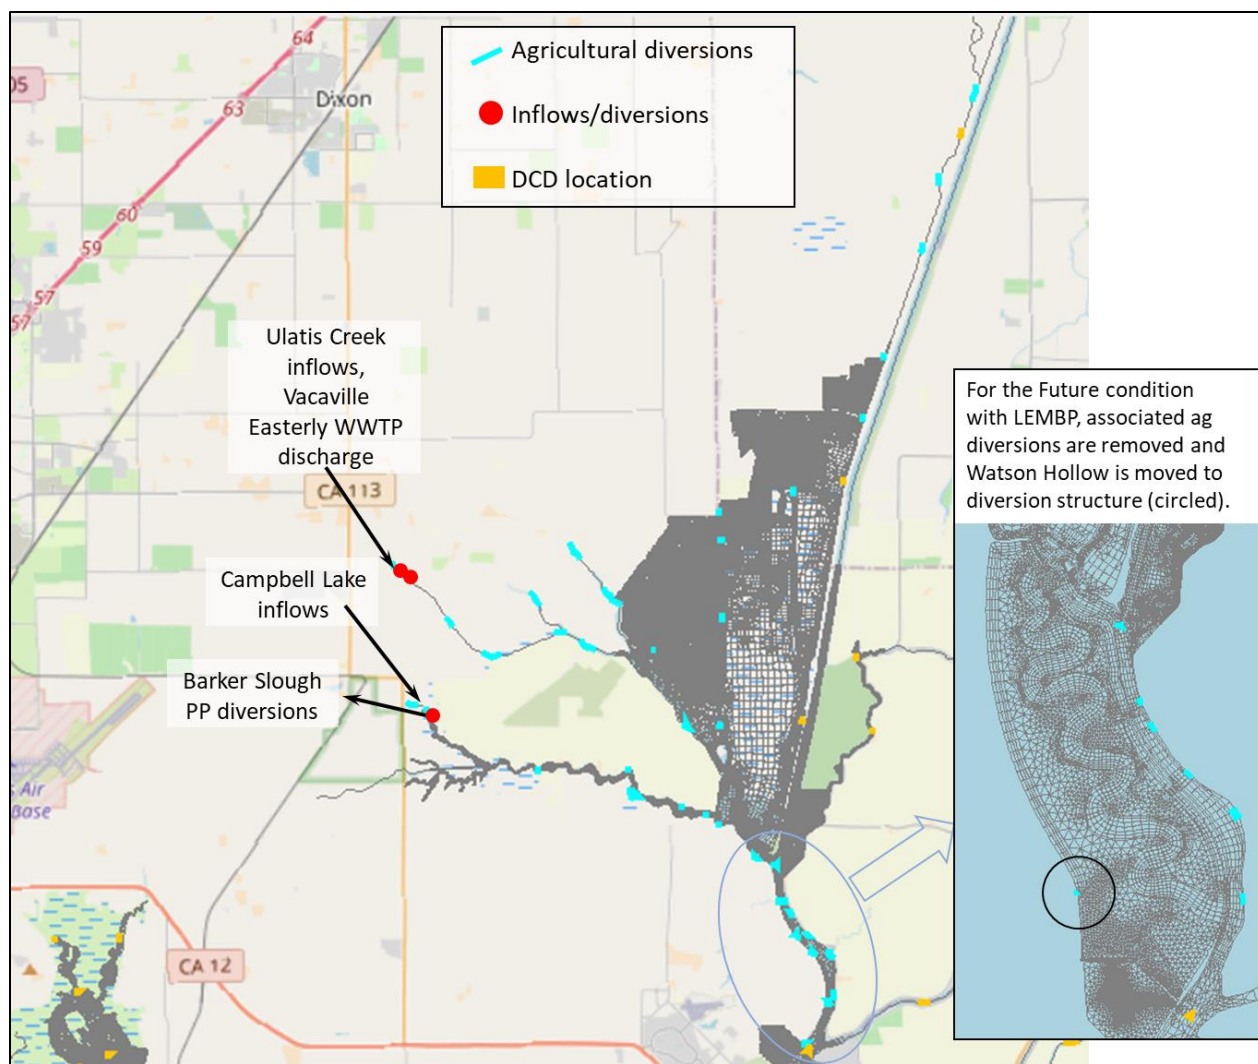 Agricultural diversions
Inflows/diversions
DCD location
64
Dixon
05
63
60
59
57
57
Ulatis Creek
inflows,
Vacaville
Easterly WWTP
discharge
CA 113
Campbell Lake
inflows
Barker Slough
PP diversions
s Air
Base
CA 12
For the Future condition
with LEMBP, associated ag
diversions are removed and
Watson Hollow is moved to
diversion structure (circled).